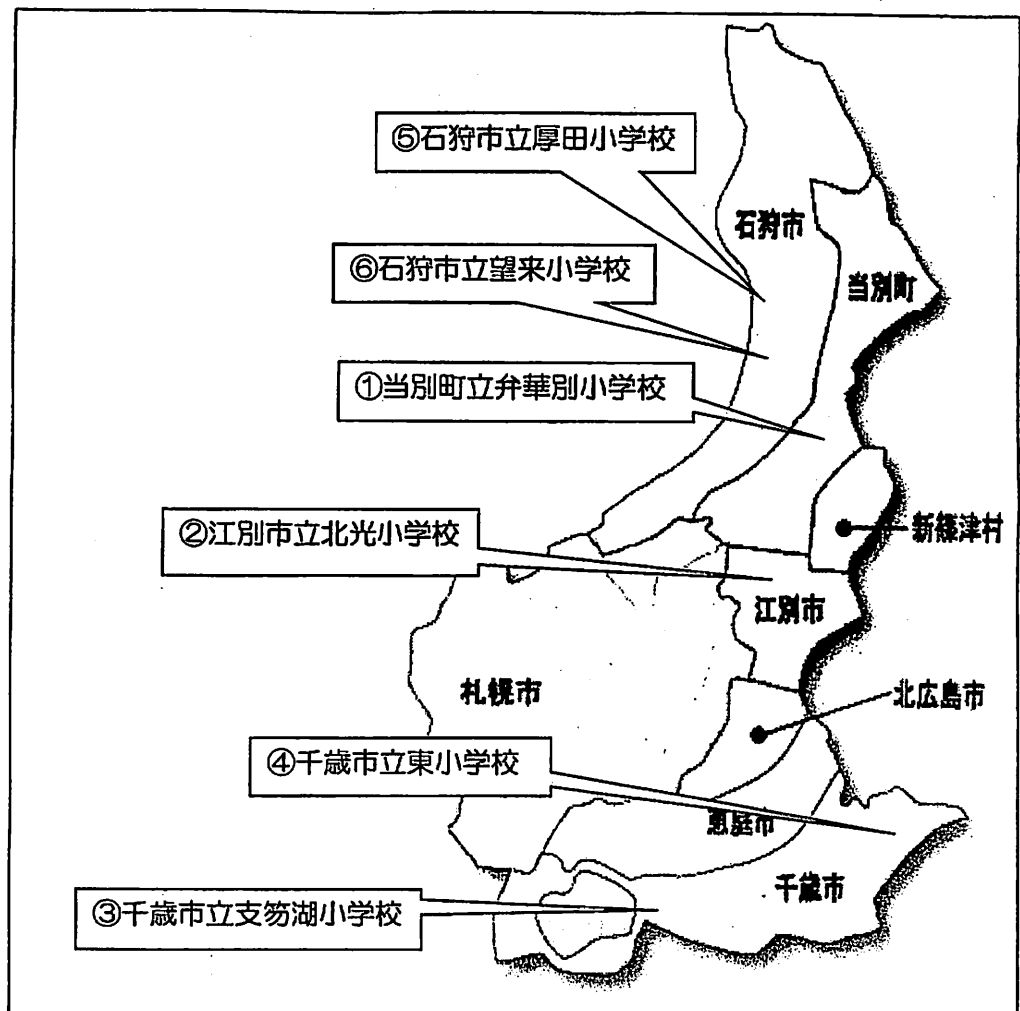 ⑤石狩市立厚田小学校
石狩市
⑥石狩市立望来小学校
当別町
①当別町立弁華別小学校
②江別市立北光小学校
新篠津村
江別市
札幌市
北広島市
④千歳市立東小学校
恵庭市
千歳市
③千歳市立支笏湖小学校